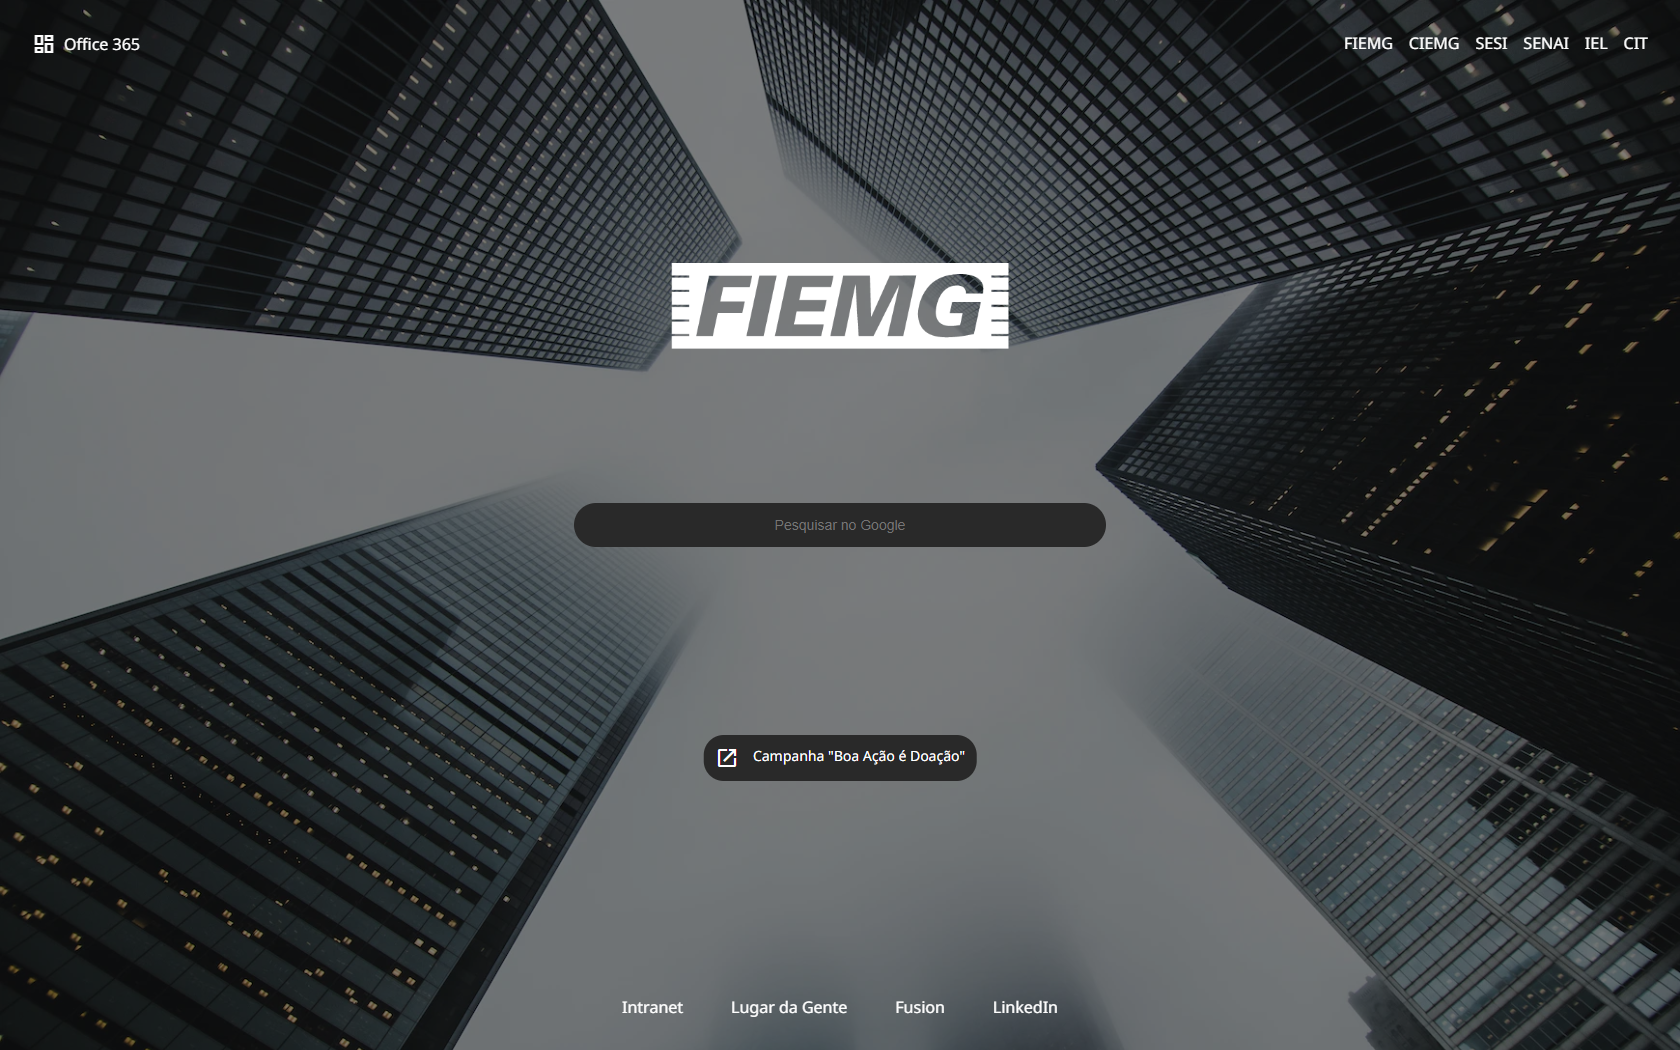 Office 365
FIEMG CIEMG SESI SENAI IEL CIT
FIEMG
Pesquisar no Google
Campanha "Boa Ação é Doação"
Intranet Lugar da Gente Fusion LinkedIn